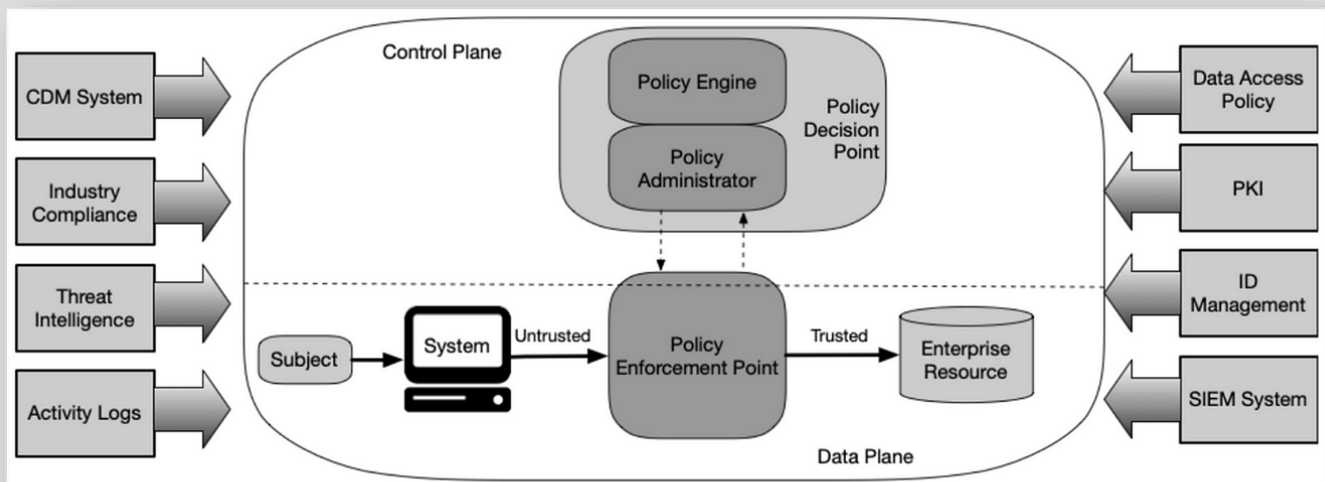 Control Plane
CDM System
Industry
Compliance
Threat
Intelligence
Activity Logs
Policy Engine
Policy
Administrator
Policy
Decision
Point
Subject
System
Untrusted
Policy
Enforcement Point
Trusted
Enterprise
Resource
Data Plane
Data Access
Policy
PKI
ID
Management
SIEM System